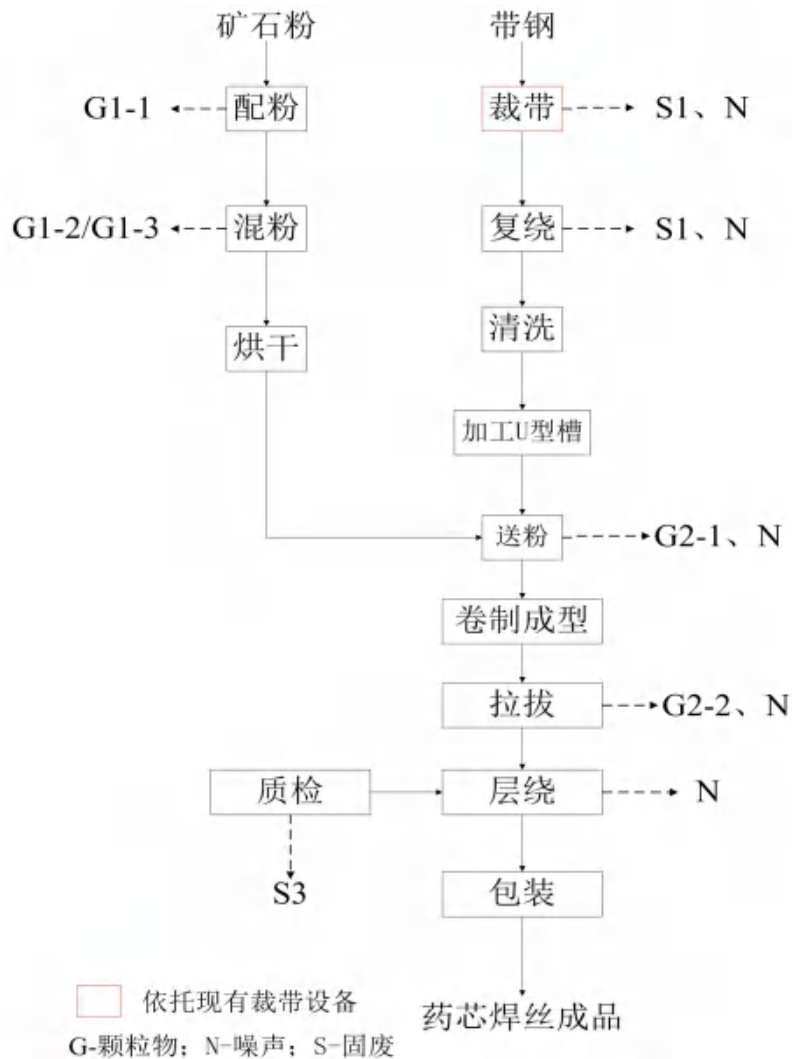 矿石粉 带钢
G1-1 配粉 裁带 S1、N
G1-2/G1-3 混粉 复绕 S1、N
烘干 清洗
加工U型槽
送粉 G2-1、N
卷制成型
拉拔 G2-2、N
质检 层绕 N
S3 包装
依托现有裁带设备 药芯焊丝成品
G-颗粒物；N-噪声；S-固废